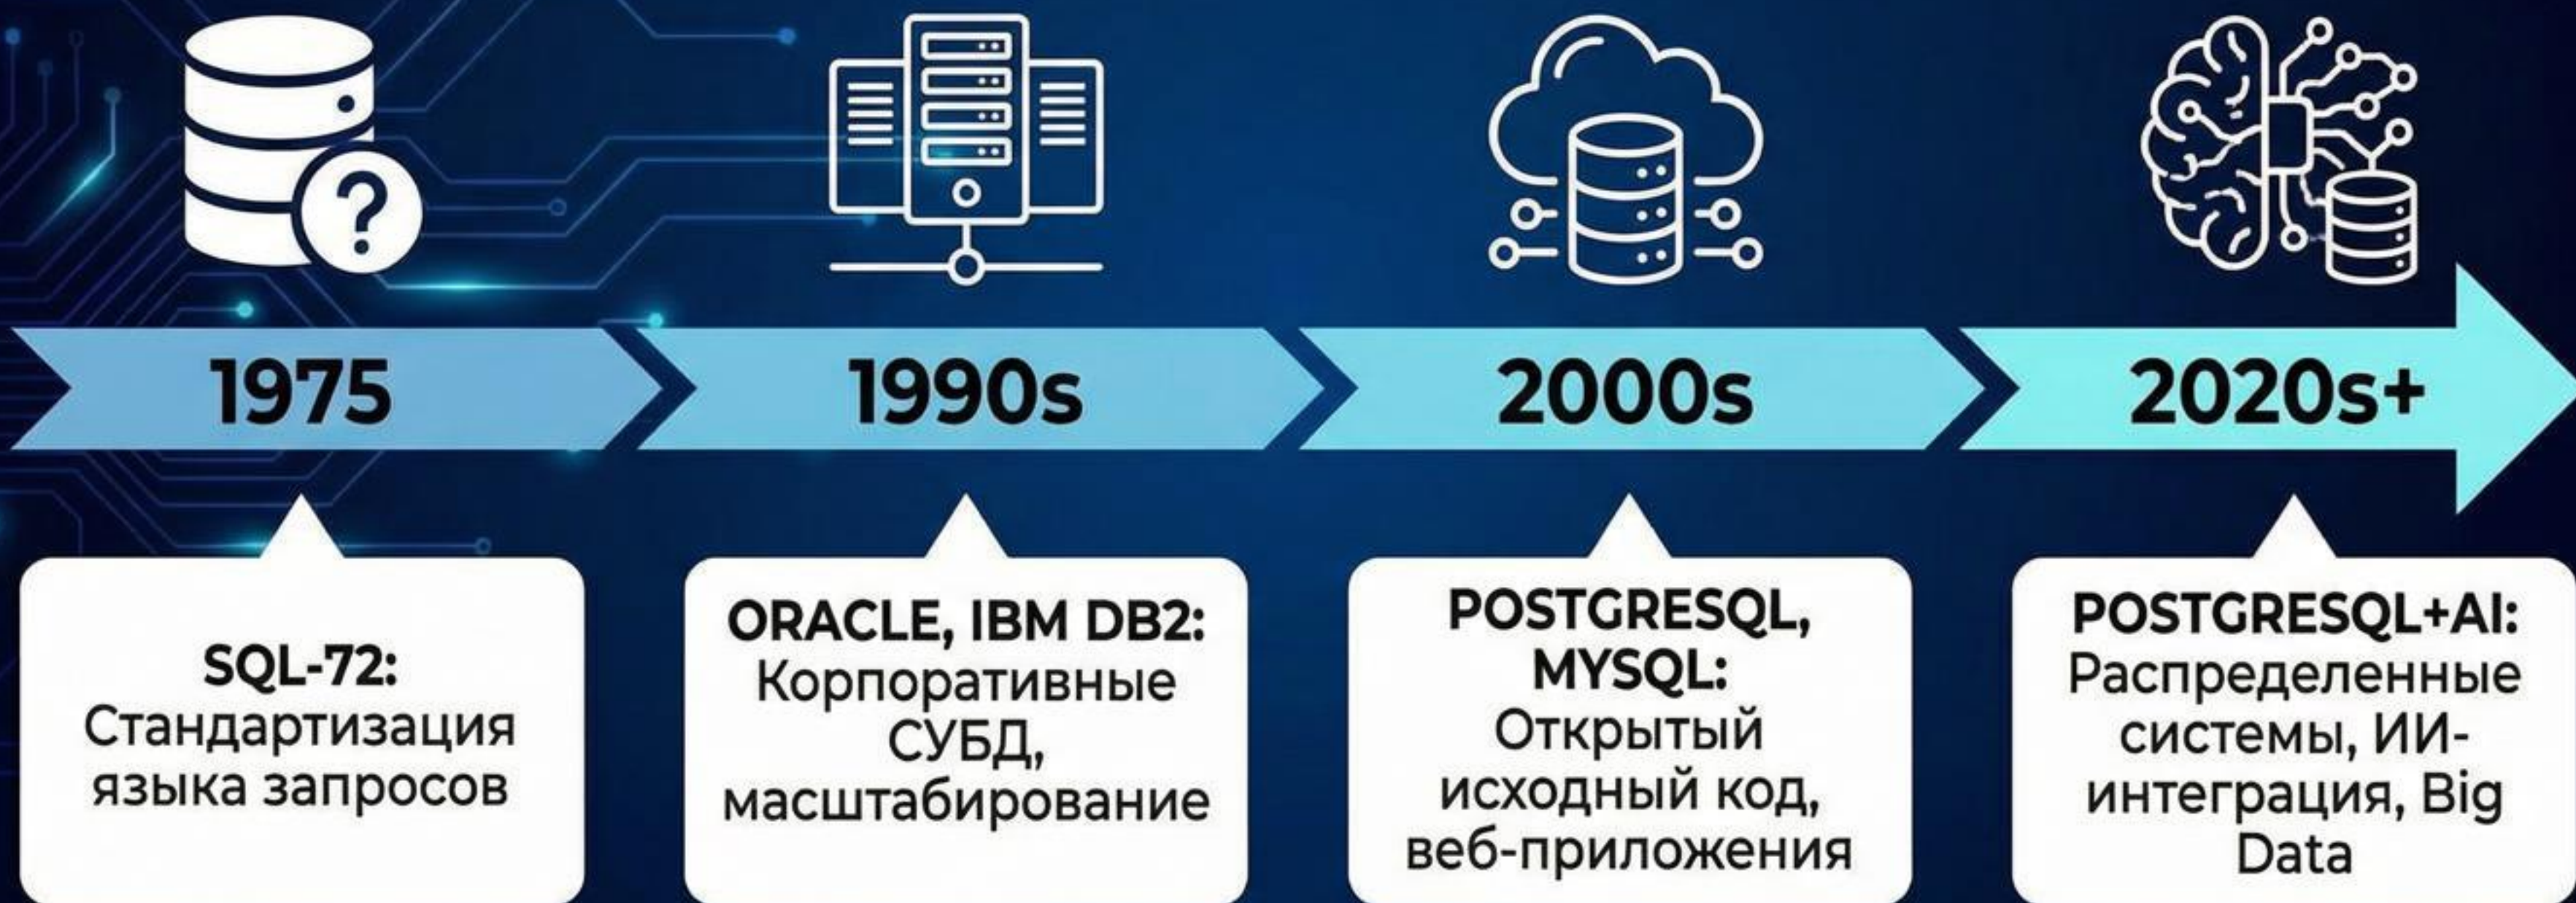 ?
1975
1990s
2000s
2020s+
SQL-72:
Стандартизация
языка запросов
ORACLE, IBM DB2:
Корпоративные
СУБД,
масштабирование
POSTGRESQL,
MYSQL:
Открытый
исходный код,
веб-приложения
POSTGRESQL+AI:
Распределенные
системы, ИИ-
интеграция, Big
Data